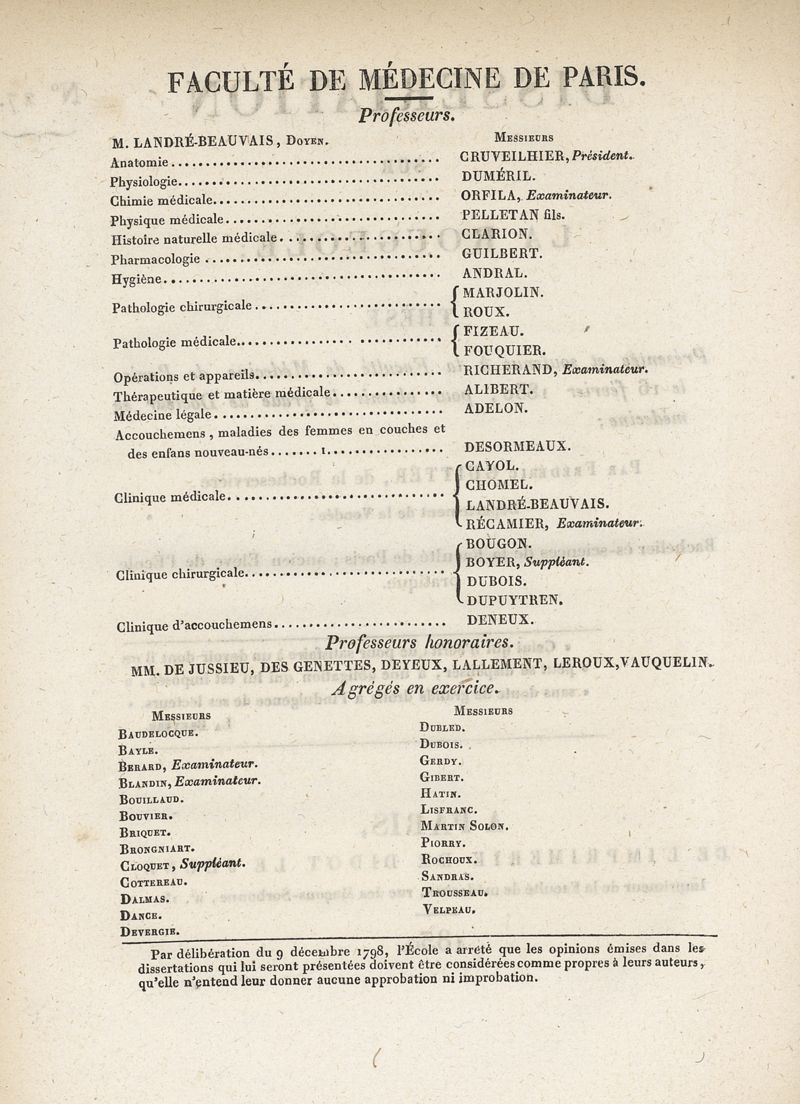 FACULTÉ DE MÉDECINE DE PARIS.
Professeurs.
M. LANDRÉ-BEAUVAIS, Doyen. Messieurs
Anatomie CRUVEILHIER, Président.
Physiologie DUMÉRIL.
Chimie médicale ORFILA, Examinateur.
Physique médicale PELLETAN fils.
Histoire naturelle médicale CLARION.
Pharmacologie GUILBERT.
Hygiène ANDRAL.
Pathologie chirurgicale MARJOLIN.
ROUX.
Pathologie médicale FIZEAU.
FOUQUIER.
Opérations et appareils RICHERAND, Examinateur.
Thérapeutique et matière médicale ALIBERT.
Médecine légale ADELON.
Accouchemens, maladies des femmes en couches et
des enfans nouveau-nés DESORMEAUX.
Clinique médicale CAYOL.
CHOMEL.
LANDRÉ-BEAUVAIS.
RÉCAMIER, Examinateur.
Clinique chirurgicale BOUGON.
BOYER, Suppléant.
DUBOIS.
DUPUYTREN.
Clinique d'accouchemens DENEUX.
Professeurs honoraires.
MM. DE JUSSIEU, DES GENETTES, DEYEUX, LALLEMENT, LEROUX, VAUQUELIN.
Agrégés en exercice.
Messieurs
Baudelocque.
Bayle.
Berard, Examinateur.
Blandin, Examinateur.
Bouillaud.
Bouvier.
Briquet.
Brongniart.
Cloquet, Suppléant.
Cottereau.
Dalmas.
Dance.
Devergie.
Messieurs
Dubled.
Dubois.
Gerdy.
Gibert.
Hatin.
Lisfranc.
Martin Solon.
Piorry.
Rochoux.
Sandras.
Trousseau.
Velpeau.
Par délibération du 9 décembre 1798, l'École a arrêté que les opinions émises dans les
dissertations qui lui seront présentées doivent être considérées comme propres à leurs auteurs,
qu'elle n'entend leur donner aucune approbation ni improbation.